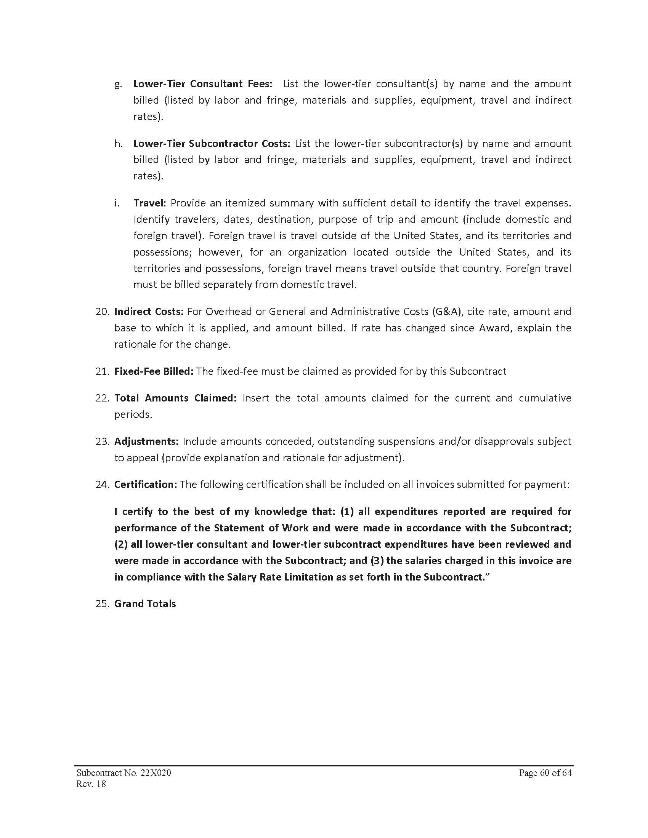 g. Lower-Tier Consultant Fees: List the lower-tier consultant(s) by name and the amount
billed (listed by labor and fringe, materials and supplies, equipment, travel and indirect
rates).
h. Lower-Tier Subcontractor Costs: List the lower-tier subcontractor(s) by name and amount
billed (listed by labor and fringe, materials and supplies, equipment, travel and indirect
rates).
i. Travel: Provide an itemized summary with sufficient detail to identify the travel expenses.
Identify travelers, dates, destination, purpose of trip and amount (include domestic and
foreign travel). Foreign travel is travel outside of the United States, and its territories and
possessions; however, for an organization located outside the United States, and its
territories and possessions, foreign travel means travel outside that country. Foreign travel
must be billed separately from domestic travel.
20. Indirect Costs: For Overhead or General and Administrative Costs (G&A), cite rate, amount and
base to which it is applied, and amount billed. If rate has changed since Award, explain the
rationale for the change.
21. Fixed-Fee Billed: The fixed-fee must be claimed as provided for by this Subcontract
22. Total Amounts Claimed: Insert the total amounts claimed for the current and cumulative
periods.
23. Adjustments: Include amounts conceded, outstanding suspensions and/or disapprovals subject
to appeal (provide explanation and rationale for adjustment).
24. Certification: The following certification shall be included on all invoices submitted for payment:
I certify to the best of my knowledge that: (1) all expenditures reported are required for
performance of the Statement of Work and were made in accordance with the Subcontract;
(2) all lower-tier consultant and lower-tier subcontract expenditures have been reviewed and
were made in accordance with the Subcontract; and (3) the salaries charged in this invoice are
in compliance with the Salary Rate Limitation as set forth in the Subcontract.”
25. Grand Totals
Subcontract No. 22X020 Page 60 of 64
Rev. 18